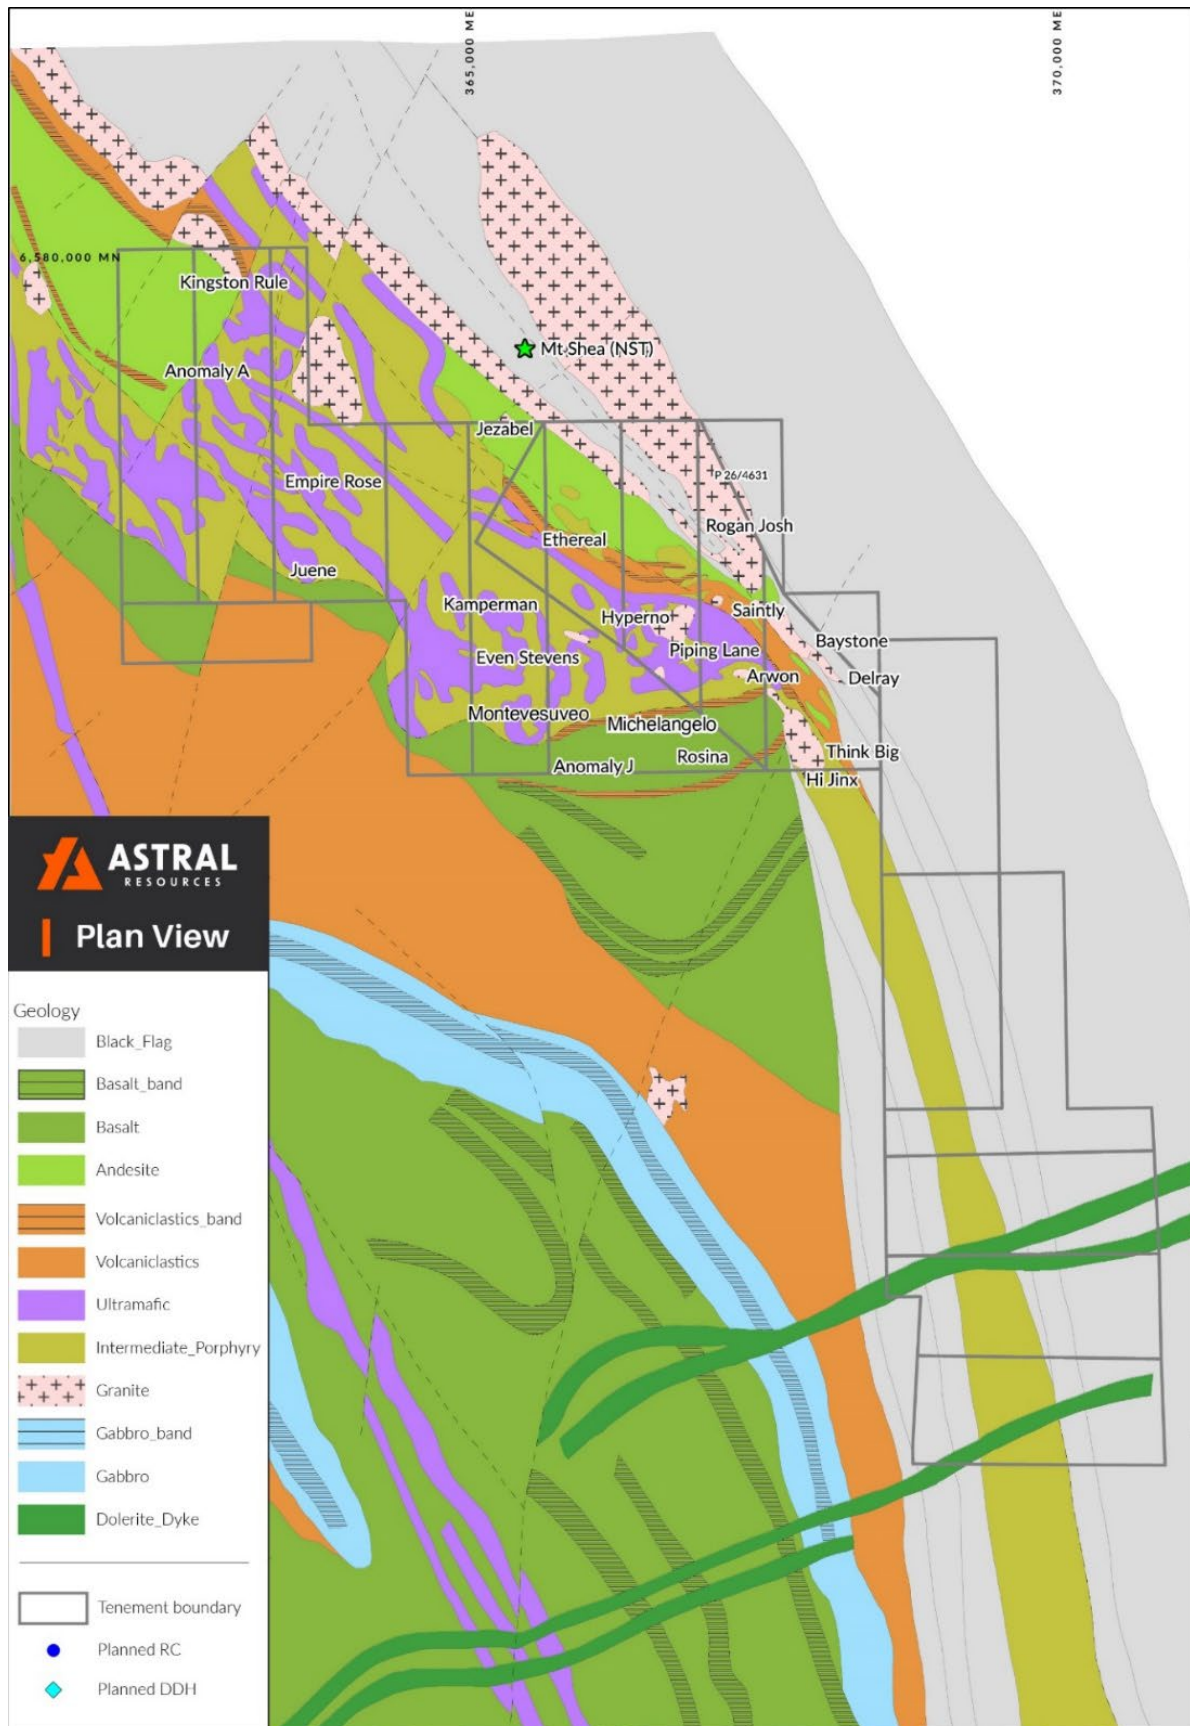 365,000 ME
370,000 ME
6,580,000 MN
Kingston Rule
Mt Shea (NST)
Anomaly A
Jezabel
P 26/4631
Empire Rose
Rogan Josh
Ethereal
Juene
Kamperman
Hyperno
Saintly
Baystone
Even Stevens
Piping Lane
Arwon
Delray
Montevesuveo
Michelangelo
Think Big
Rosina
Anomaly J
Hi Jinx
ASTRAL
RESOURCES
Plan View
Geology
Black_Flag
Basalt_band
Basalt
Andesite
Volcaniclastics_band
Volcaniclastics
Ultramafic
Intermediate_Porphyry
Granite
Gabbro_band
Gabbro
Dolerite_Dyke
Tenement boundary
Planned RC
Planned DDH